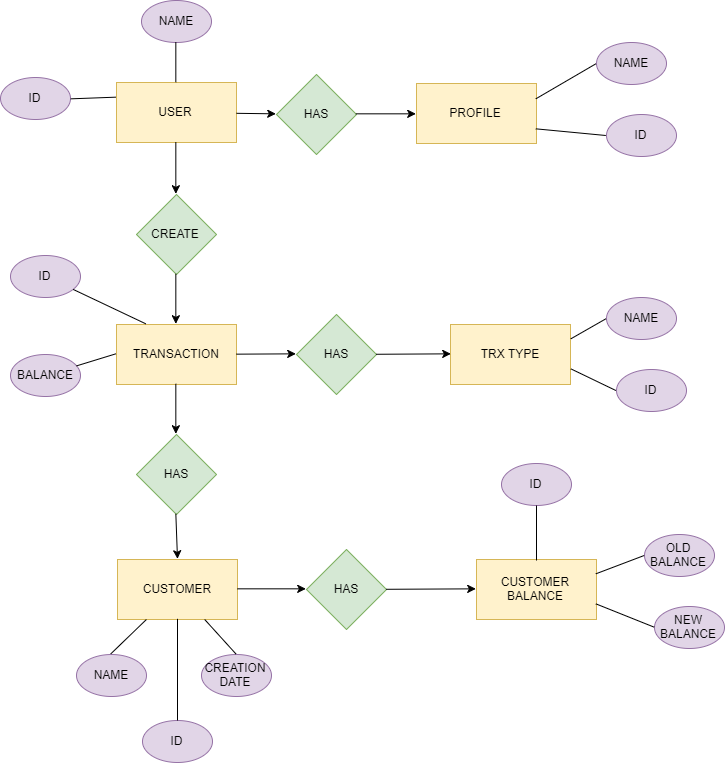 NAME
ID
USER
HAS
PROFILE
NAME
ID
CREATE
ID
BALANCE
TRANSACTION
HAS
TRX TYPE
NAME
ID
HAS
ID
CUSTOMER
HAS
CUSTOMER
BALANCE
OLD
BALANCE
NEW
BALANCE
NAME
CREATION
DATE
ID